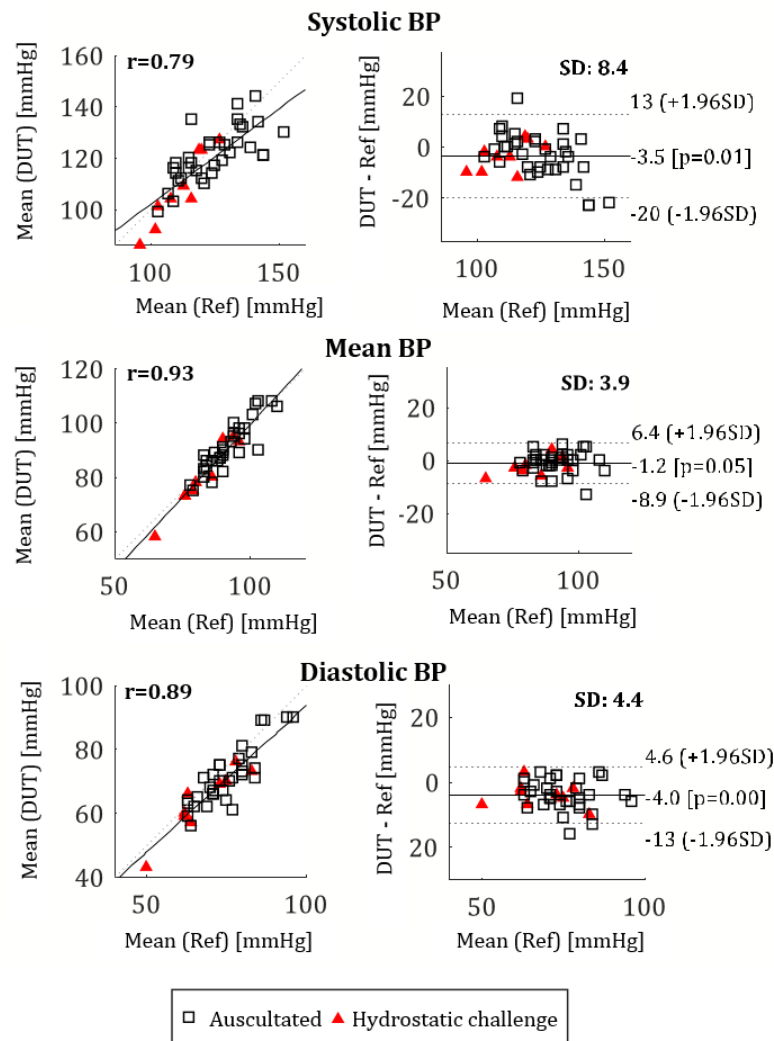 Systolic BP
r=0.79
SD: 8.4
160
140
120
100
Mean (DUT) [mmHg]
100
150
Mean (Ref) [mmHg]
20
0
-20
DUT - Ref [mmHg]
13 (+1.96SD)
-3.5 [p=0.01]
-20 (-1.96SD)
100
150
Mean (Ref) [mmHg]
Mean BP
r=0.93
SD: 3.9
120
100
80
60
Mean (DUT) [mmHg]
50
100
Mean (Ref) [mmHg]
20
0
-20
DUT - Ref [mmHg]
6.4 (+1.96SD)
-1.2 [p=0.05]
-8.9 (-1.96SD)
50
100
Mean (Ref) [mmHg]
Diastolic BP
r=0.89
SD: 4.4
100
80
60
40
Mean (DUT) [mmHg]
50
100
Mean (Ref) [mmHg]
20
0
20
DUT - Ref [mmHg]
4.6 (+1.96SD)
-4.0 [p=0.00]
-13 (-1.96SD)
50
100
Mean (Ref) [mmHg]
Auscultated
Hydrostatic challenge